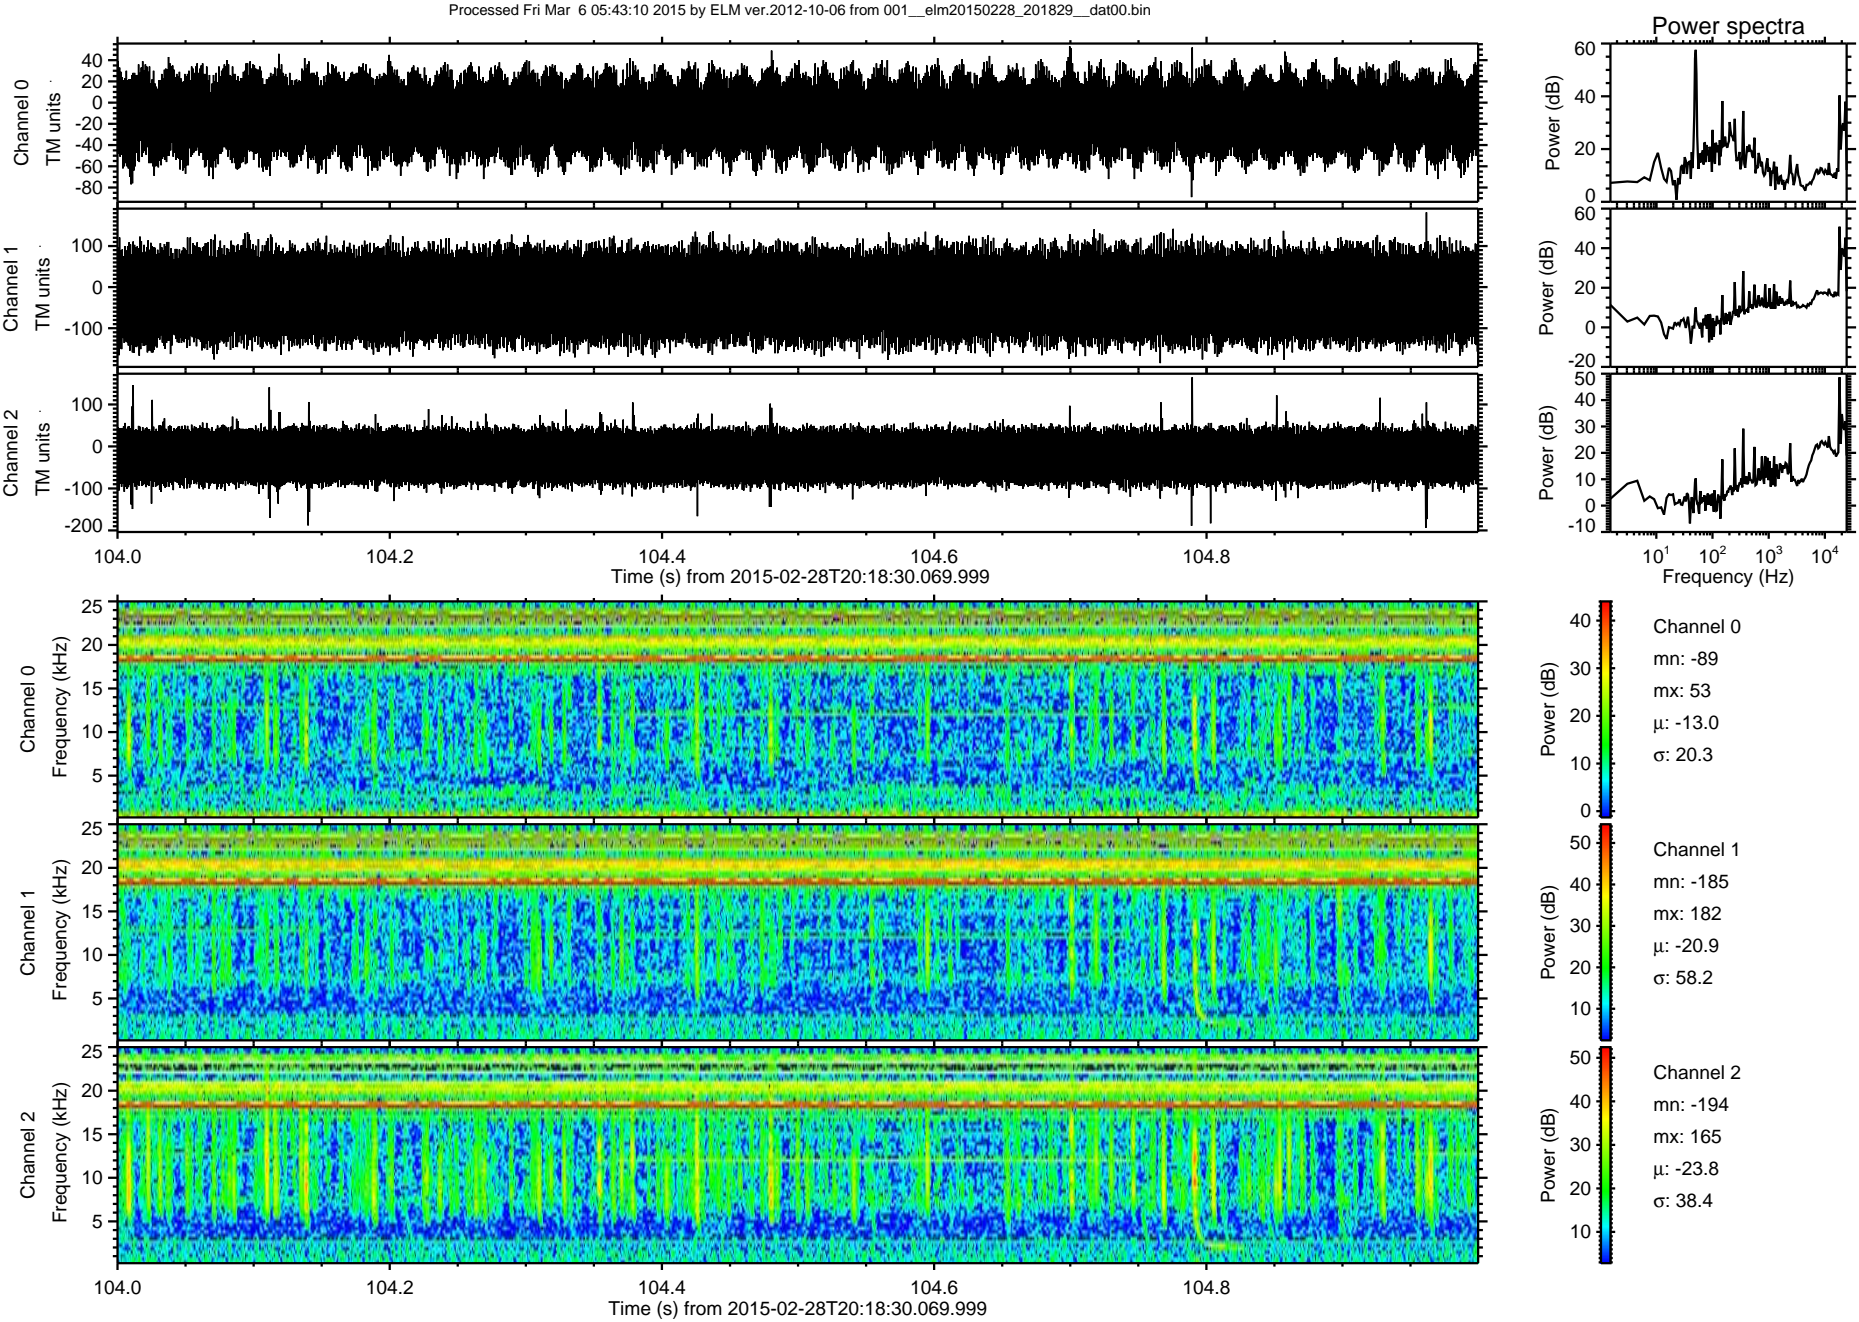 Processed Fri Mar  6 05:43:10 2015 by ELM ver.2012-10-06 from 001__elm20150228_201829__dat00.bin
Power spectra
Channel 0
TM units
40
20
0
-20
-40
-60
-80
Power (dB)
60
40
20
0
Channel 1
TM units
100
0
-100
Power (dB)
60
40
20
0
-20
Channel 2
TM units
100
0
-100
-200
Power (dB)
50
40
30
20
10
0
-10
104.0 104.2 104.4 104.6 104.8
Time (s) from 2015-02-28T20:18:30.069.999
10¹ 10² 10³ 10⁴
Frequency (Hz)
Channel 0
Frequency (kHz)
25
20
15
10
5
Power (dB)
40
30
20
10
0
Channel 0
mn: -89
mx: 53
μ: -13.0
σ: 20.3
Channel 1
Frequency (kHz)
25
20
15
10
5
Power (dB)
50
40
30
20
10
Channel 1
mn: -185
mx: 182
μ: -20.9
σ: 58.2
Channel 2
Frequency (kHz)
25
20
15
10
5
Power (dB)
50
40
30
20
10
Channel 2
mn: -194
mx: 165
μ: -23.8
σ: 38.4
104.0 104.2 104.4 104.6 104.8
Time (s) from 2015-02-28T20:18:30.069.999